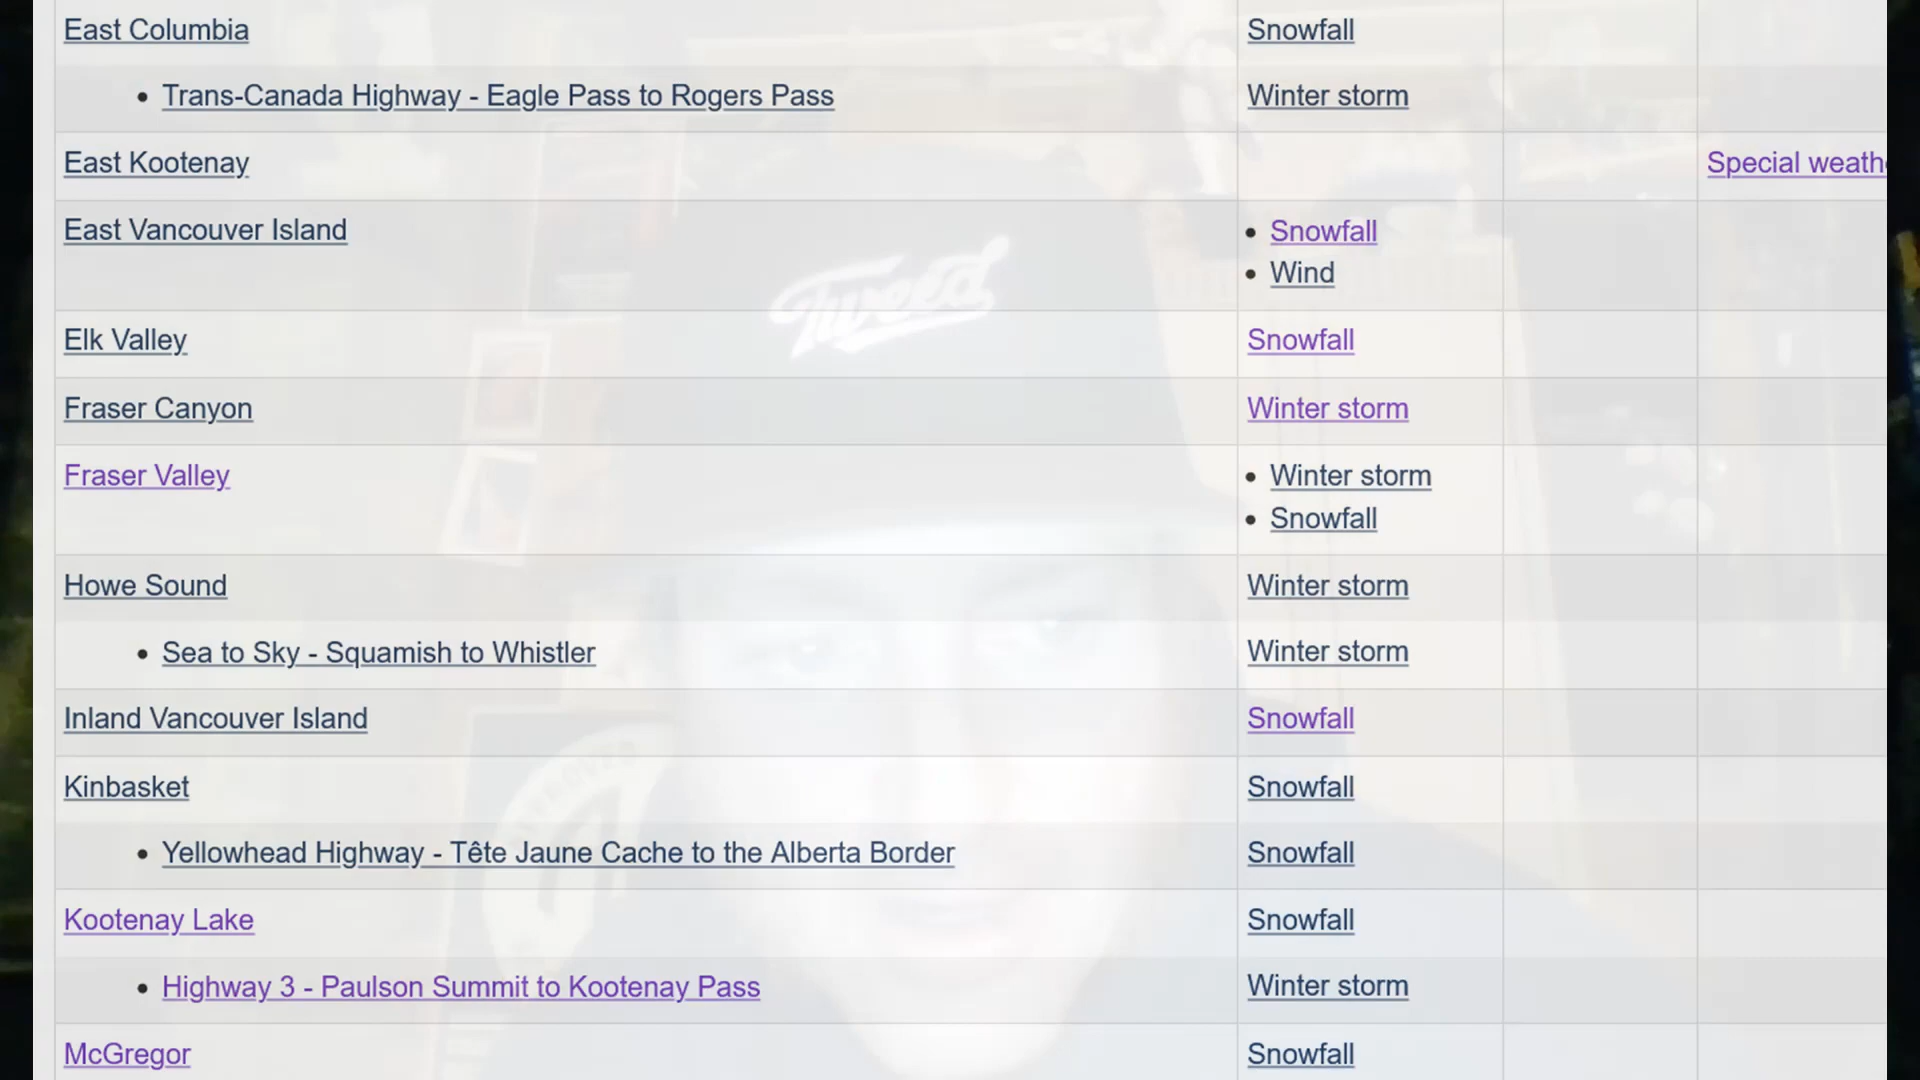 East Columbia Snowfall
Trans-Canada Highway - Eagle Pass to Rogers Pass Winter storm
East Kootenay Special weath
East Vancouver Island Snowfall
Wind
Elk Valley Snowfall
Fraser Canyon Winter storm
Fraser Valley Winter storm
Snowfall
Howe Sound Winter storm
Sea to Sky - Squamish to Whistler Winter storm
Inland Vancouver Island Snowfall
Kinbasket Snowfall
Yellowhead Highway - Tête Jaune Cache to the Alberta Border Snowfall
Kootenay Lake Snowfall
Highway 3 - Paulson Summit to Kootenay Pass Winter storm
McGregor Snowfall
Tweed